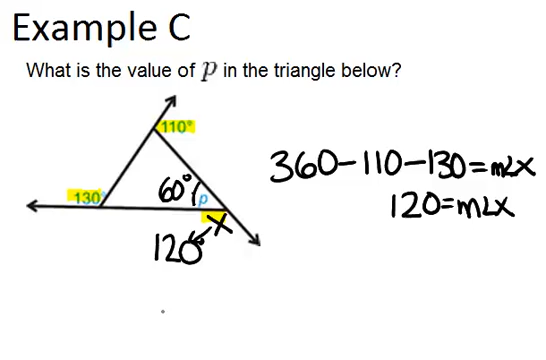 Example C
What is the value of p in the triangle below?
110°
360-110-130=m∠x
130°
60°
p
120=m∠x
x
120°